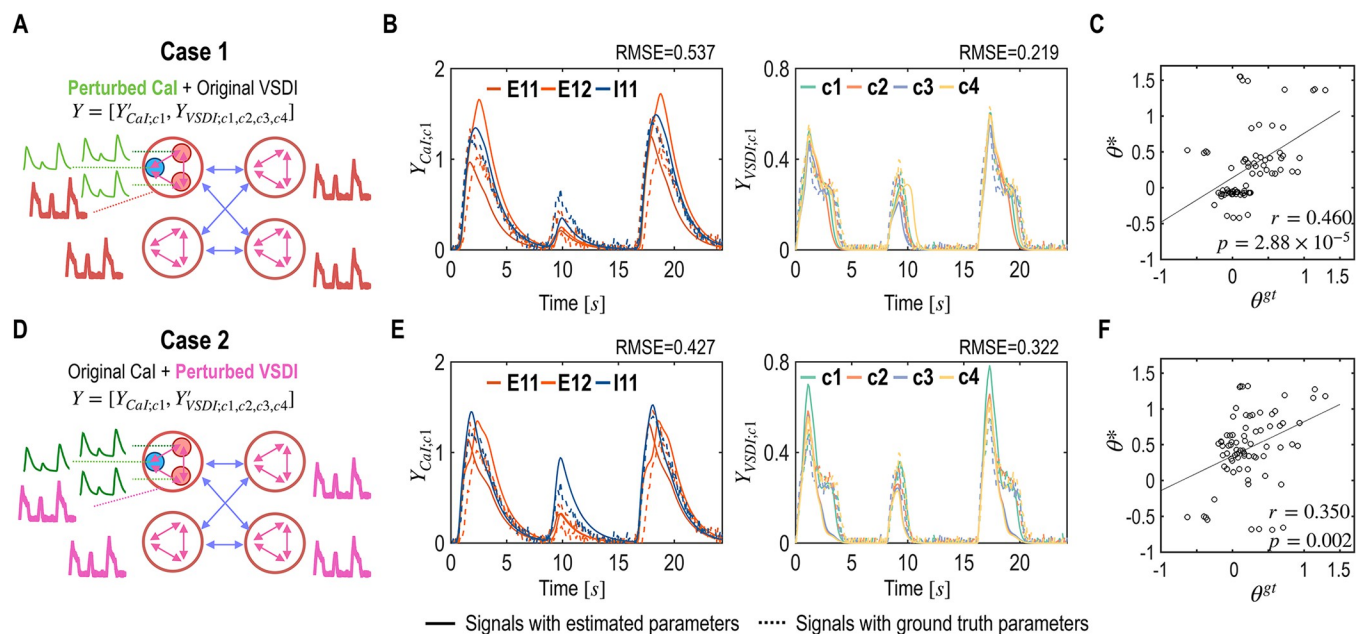 A
Case 1
Perturbed CaI + Original VSDI
Y = [Y′CaI;c1, YVSDI;c1,c2,c3,c4]
B
RMSE=0.537
E11 E12 I11
YCaI;c1
2
1
0
0 5 10 15 20
Time [s]
RMSE=0.219
c1 c2 c3 c4
YVSDI;c1
0.8
0.4
0
0 5 10 15 20
Time [s]
C
θ*
1.5
1
0.5
0
-0.5
-1
r = 0.460
p = 2.88 × 10⁻⁵
-1 0 0.5 1 1.5
θgt
D
Case 2
Original CaI + Perturbed VSDI
Y = [YCaI;c1, Y′VSDI;c1,c2,c3,c4]
E
RMSE=0.427
E11 E12 I11
YCaI;c1
2
1
0
0 5 10 15 20
Time [s]
RMSE=0.322
c1 c2 c3 c4
YVSDI;c1
0.8
0.4
0
0 5 10 15 20
Time [s]
F
θ*
1.5
1
0.5
0
-0.5
-1
r = 0.350
p = 0.002
-1 0 0.5 1 1.5
θgt
Signals with estimated parameters
Signals with ground truth parameters